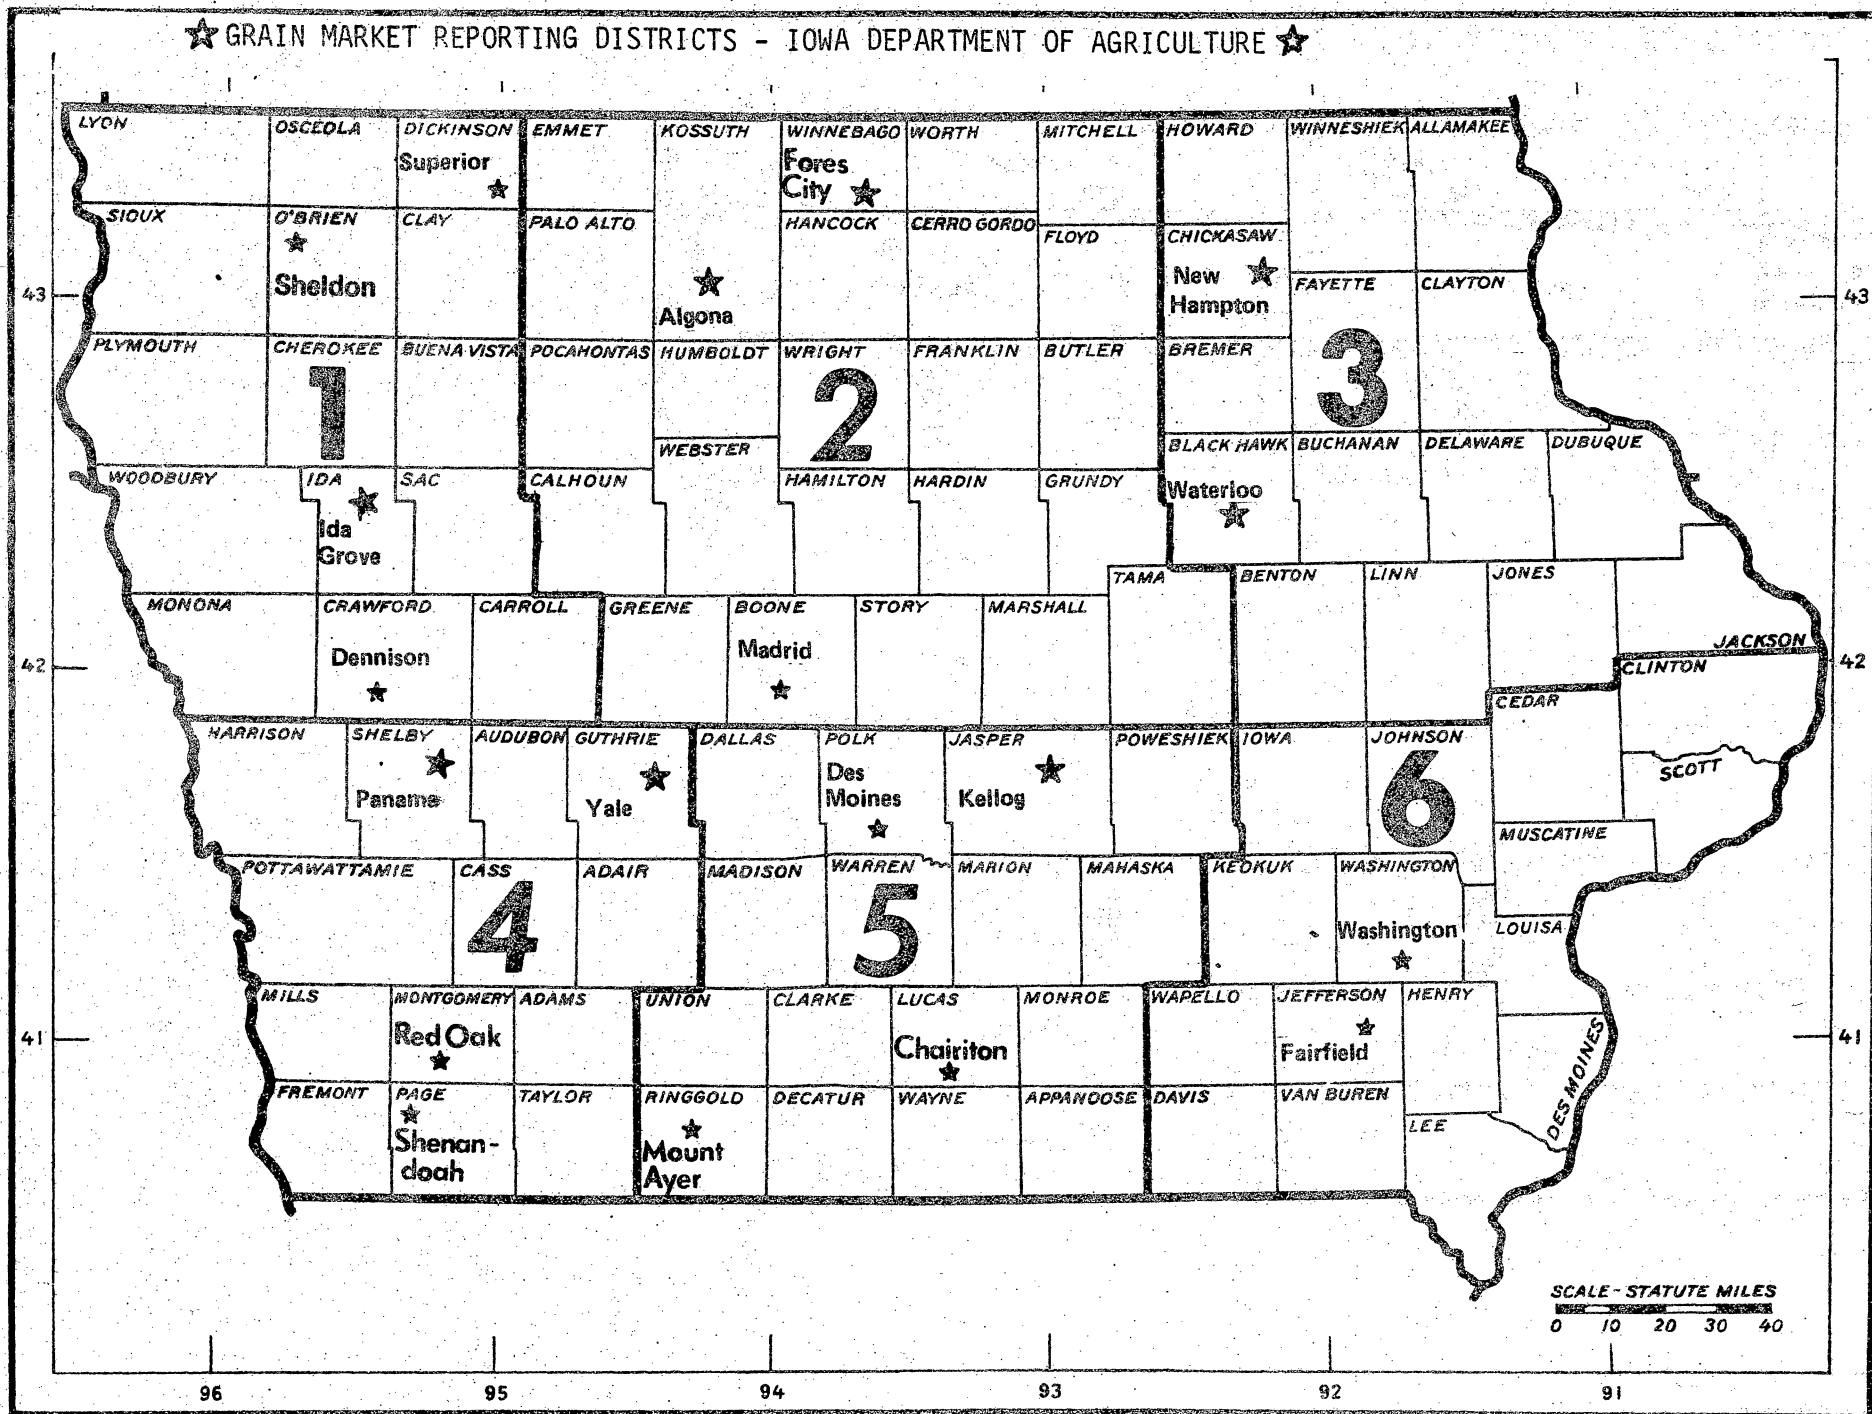 GRAIN MARKET REPORTING DISTRICTS - IOWA DEPARTMENT OF AGRICULTURE
LYON
OSCEOLA
DICKINSON
EMMET
KOSSUTH
WINNEBAGO
WORTH
MITCHELL
HOWARD
WINNESHIEK
ALLAMAKEE
Superior
Fores
City
SIOUX
O'BRIEN
CLAY
PALO ALTO
HANCOCK
CERRO GORDO
FLOYD
CHICKASAW
Sheldon
Algona
New
Hampton
FAYETTE
CLAYTON
43
43
PLYMOUTH
CHEROKEE
BUENA VISTA
POCAHONTAS
HUMBOLDT
WRIGHT
FRANKLIN
BUTLER
BREMER
1
2
3
WEBSTER
BLACK HAWK
BUCHANAN
DELAWARE
DUBUQUE
WOODBURY
IDA
SAC
CALHOUN
HAMILTON
HARDIN
GRUNDY
Waterloo
Ida
Grove
TAMA
BENTON
LINN
JONES
MONONA
CRAWFORD
CARROLL
GREENE
BOONE
STORY
MARSHALL
JACKSON
Dennison
Madrid
42
42
CLINTON
CEDAR
HARRISON
SHELBY
AUDUBON
GUTHRIE
DALLAS
POLK
JASPER
POWESHIEK
IOWA
JOHNSON
SCOTT
Panama
Yale
Des
Moines
Kellog
6
MUSCATINE
POTTAWATTAMIE
CASS
ADAIR
MADISON
WARREN
MARION
MAHASKA
KEOKUK
WASHINGTON
4
5
Washington
LOUISA
MILLS
MONTGOMERY
ADAMS
UNION
CLARKE
LUCAS
MONROE
WAPELLO
JEFFERSON
HENRY
41
41
Red Oak
Chairiton
Fairfield
DES MOINES
FREMONT
PAGE
TAYLOR
RINGGOLD
DECATUR
WAYNE
APPANOOSE
DAVIS
VAN BUREN
LEE
Shenan-
doah
Mount
Ayer
SCALE - STATUTE MILES
0 10 20 30 40
96 95 94 93 92 91